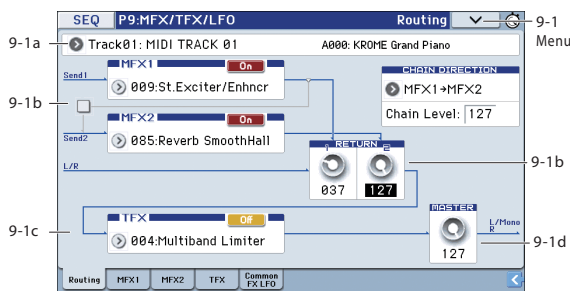 SEQ P9:MFX/TFX/LFO Routing
9-1
Menu
9-1a
Track01: MIDI TRACK 01 A000: KROME Grand Piano
MFX1 On
Send1
009:St.Exciter/Enhncr
CHAIN DIRECTION
MFX1→MFX2
Chain Level: 127
9-1b
MFX2 On
Send2
085:Reverb SmoothHall
L/R
RETURN
1 2
037 127
9-1b
9-1c
TFX Off
004:Multiband Limiter
MASTER
127
L/Mono
R
9-1d
Routing MFX1 MFX2 TFX Common
FX LFO